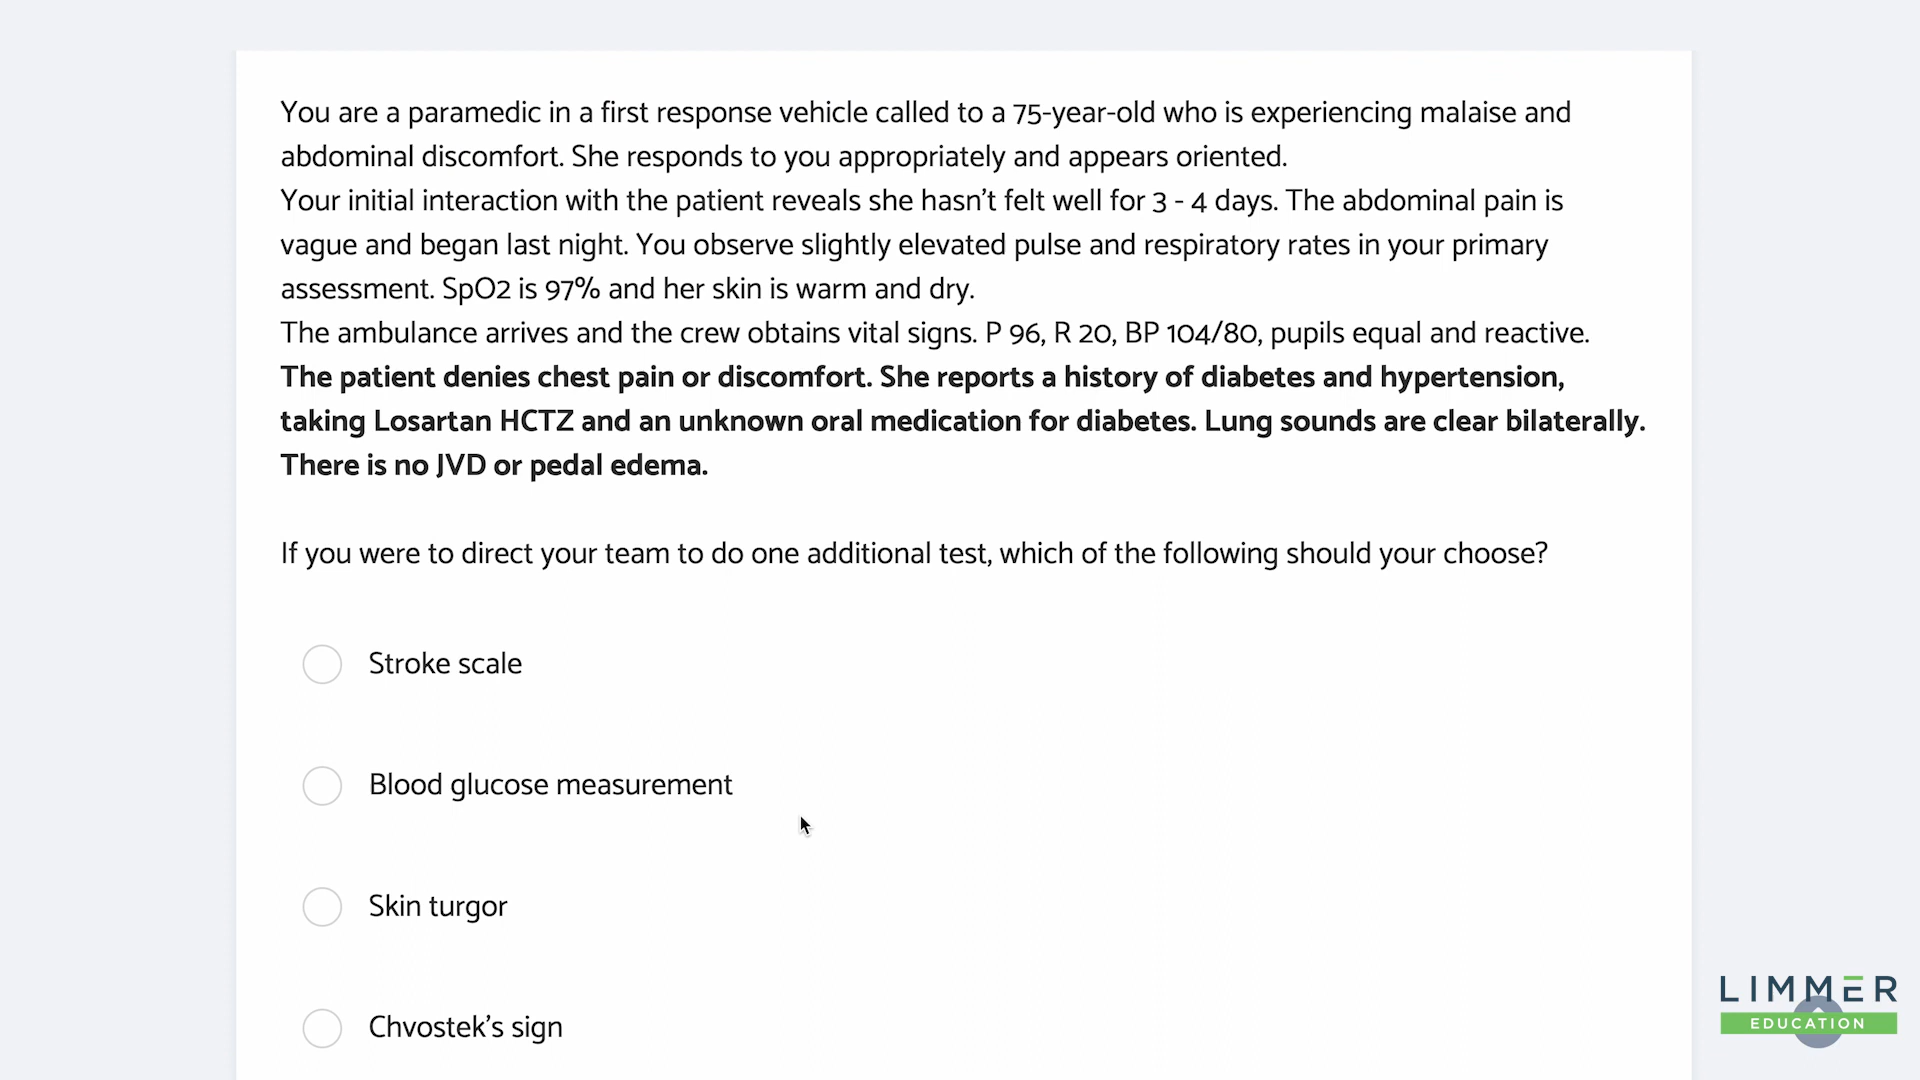 You are a paramedic in a first response vehicle called to a 75-year-old who is experiencing malaise and
abdominal discomfort. She responds to you appropriately and appears oriented.
Your initial interaction with the patient reveals she hasn’t felt well for 3 - 4 days. The abdominal pain is
vague and began last night. You observe slightly elevated pulse and respiratory rates in your primary
assessment. SpO2 is 97% and her skin is warm and dry.
The ambulance arrives and the crew obtains vital signs. P 96, R 20, BP 104/80, pupils equal and reactive.
The patient denies chest pain or discomfort. She reports a history of diabetes and hypertension,
taking Losartan HCTZ and an unknown oral medication for diabetes. Lung sounds are clear bilaterally.
There is no JVD or pedal edema.
If you were to direct your team to do one additional test, which of the following should your choose?
Stroke scale
Blood glucose measurement
Skin turgor
Chvostek’s sign
LIMMER
EDUCATION